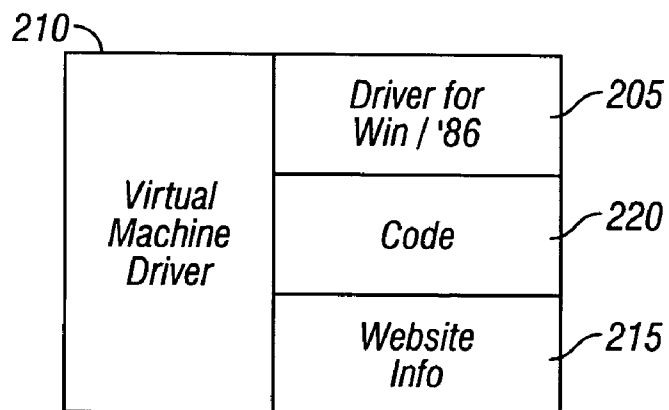 210
Driver for
Win / '86
205
Virtual
Machine
Driver
Code
220
Website
Info
215